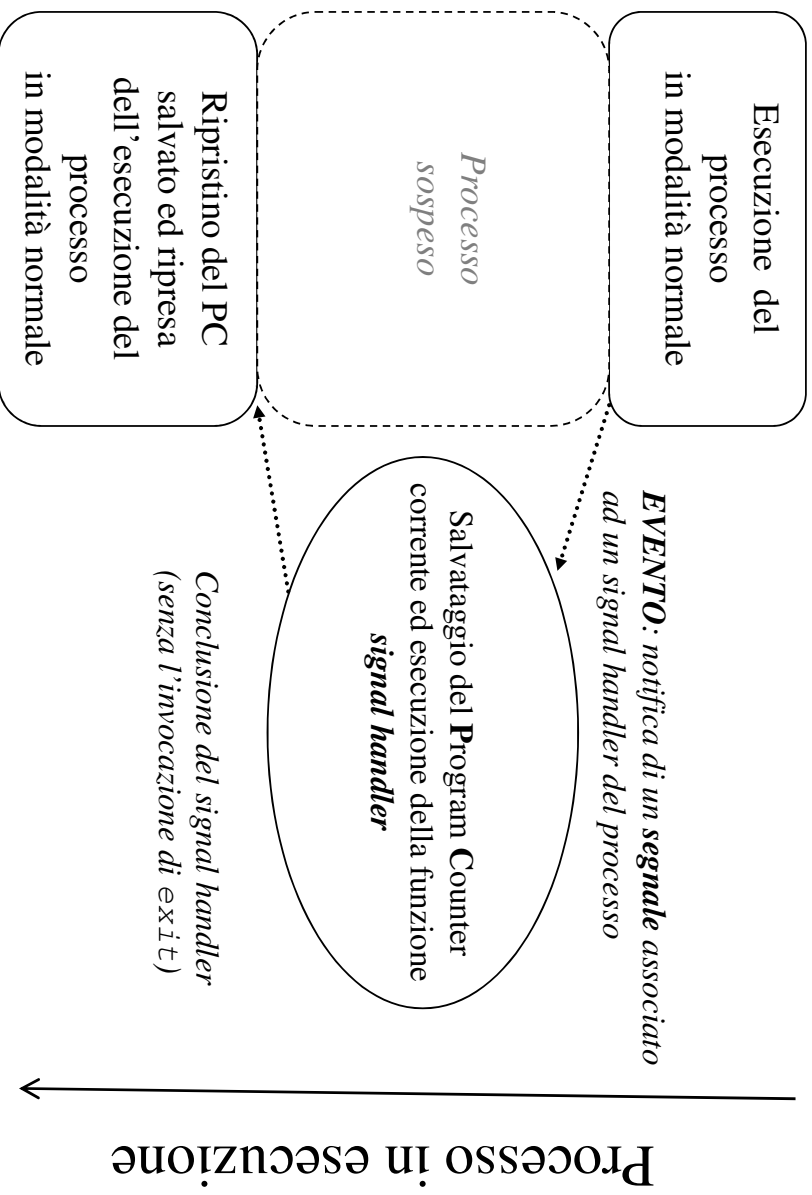 Esecuzione del
processo
in modalità normale
EVENTO: notifica di un segnale associato
ad un signal handler del processo
Processo
sospeso
Salvataggio del Program Counter
corrente ed esecuzione della funzione
signal handler
Conclusione del signal handler
(senza l'invocazione di exit)
Ripristino del PC
salvato ed ripresa
dell'esecuzione del
processo
in modalità normale
Processo in esecuzione